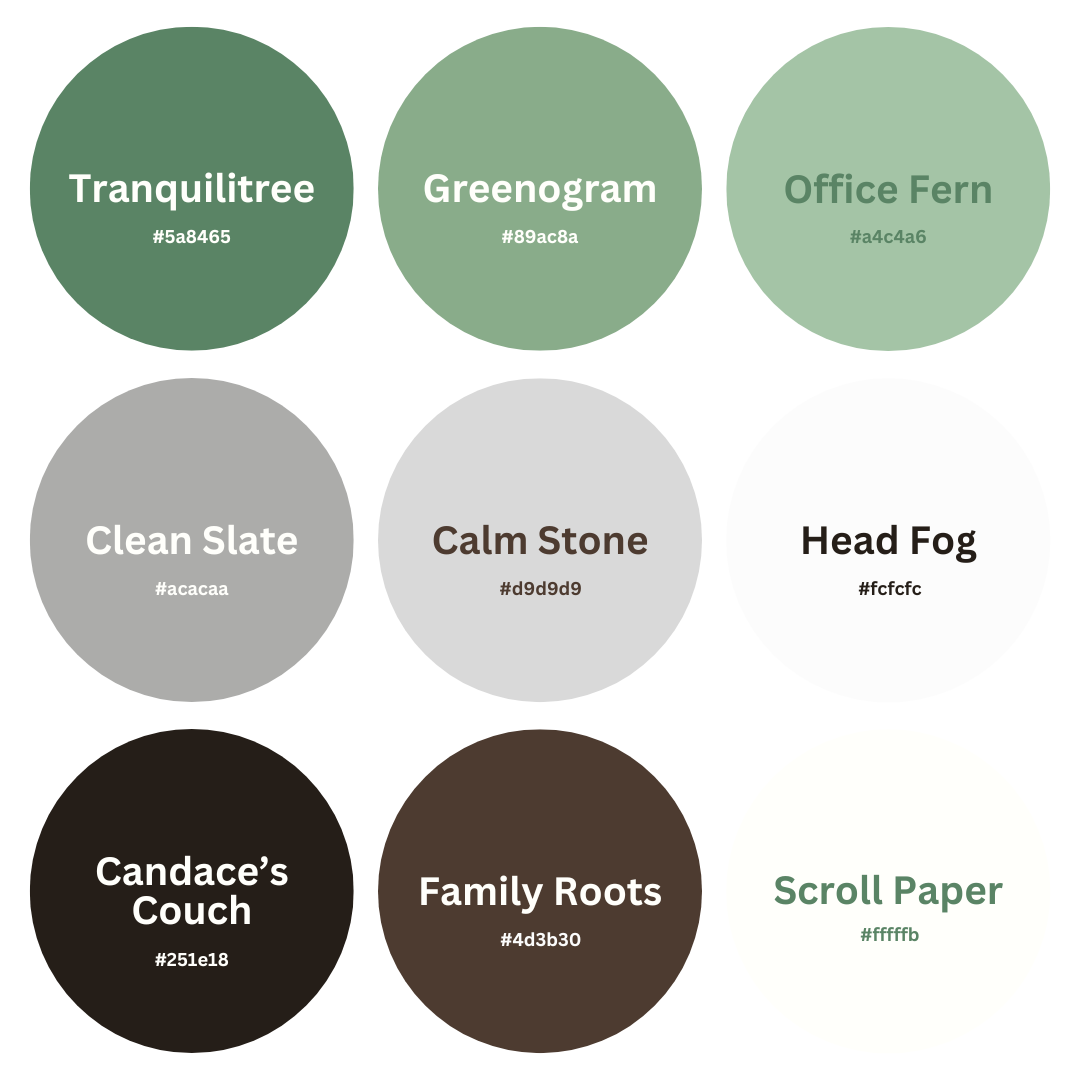 Tranquilitree
#5a8465
Greenogram
#89ac8a
Office Fern
#a4c4a6
Clean Slate
#acacaa
Calm Stone
#d9d9d9
Head Fog
#fcfcfc
Candace’s
Couch
#251e18
Family Roots
#4d3b30
Scroll Paper
#fffffb